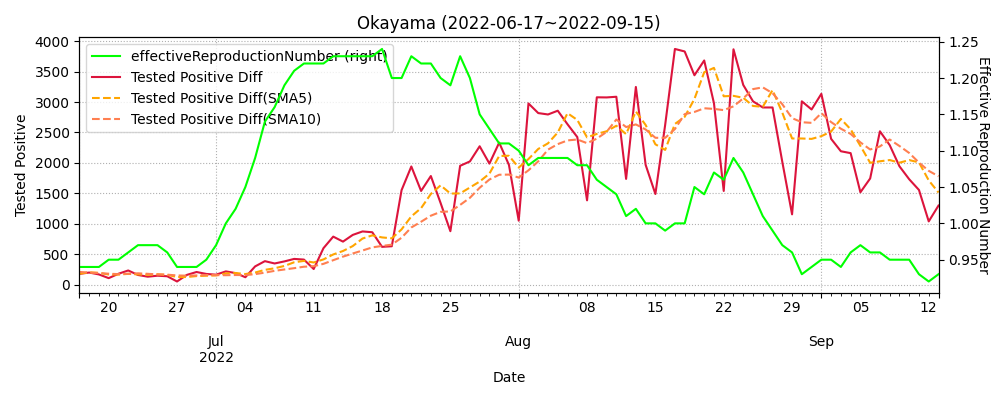 Okayama (2022-06-17~2022-09-15)
effectiveReproductionNumber (right)
Tested Positive Diff
Tested Positive Diff(SMA5)
Tested Positive Diff(SMA10)
Tested Positive
4000
3500
3000
2500
2000
1500
1000
500
0
1.25
1.20
1.15
1.10
1.05
1.00
0.95
Effective Reproduction Number
20 27 04 11 18 25 08 15 22 29 05 12
Jul Aug Sep
2022
Date